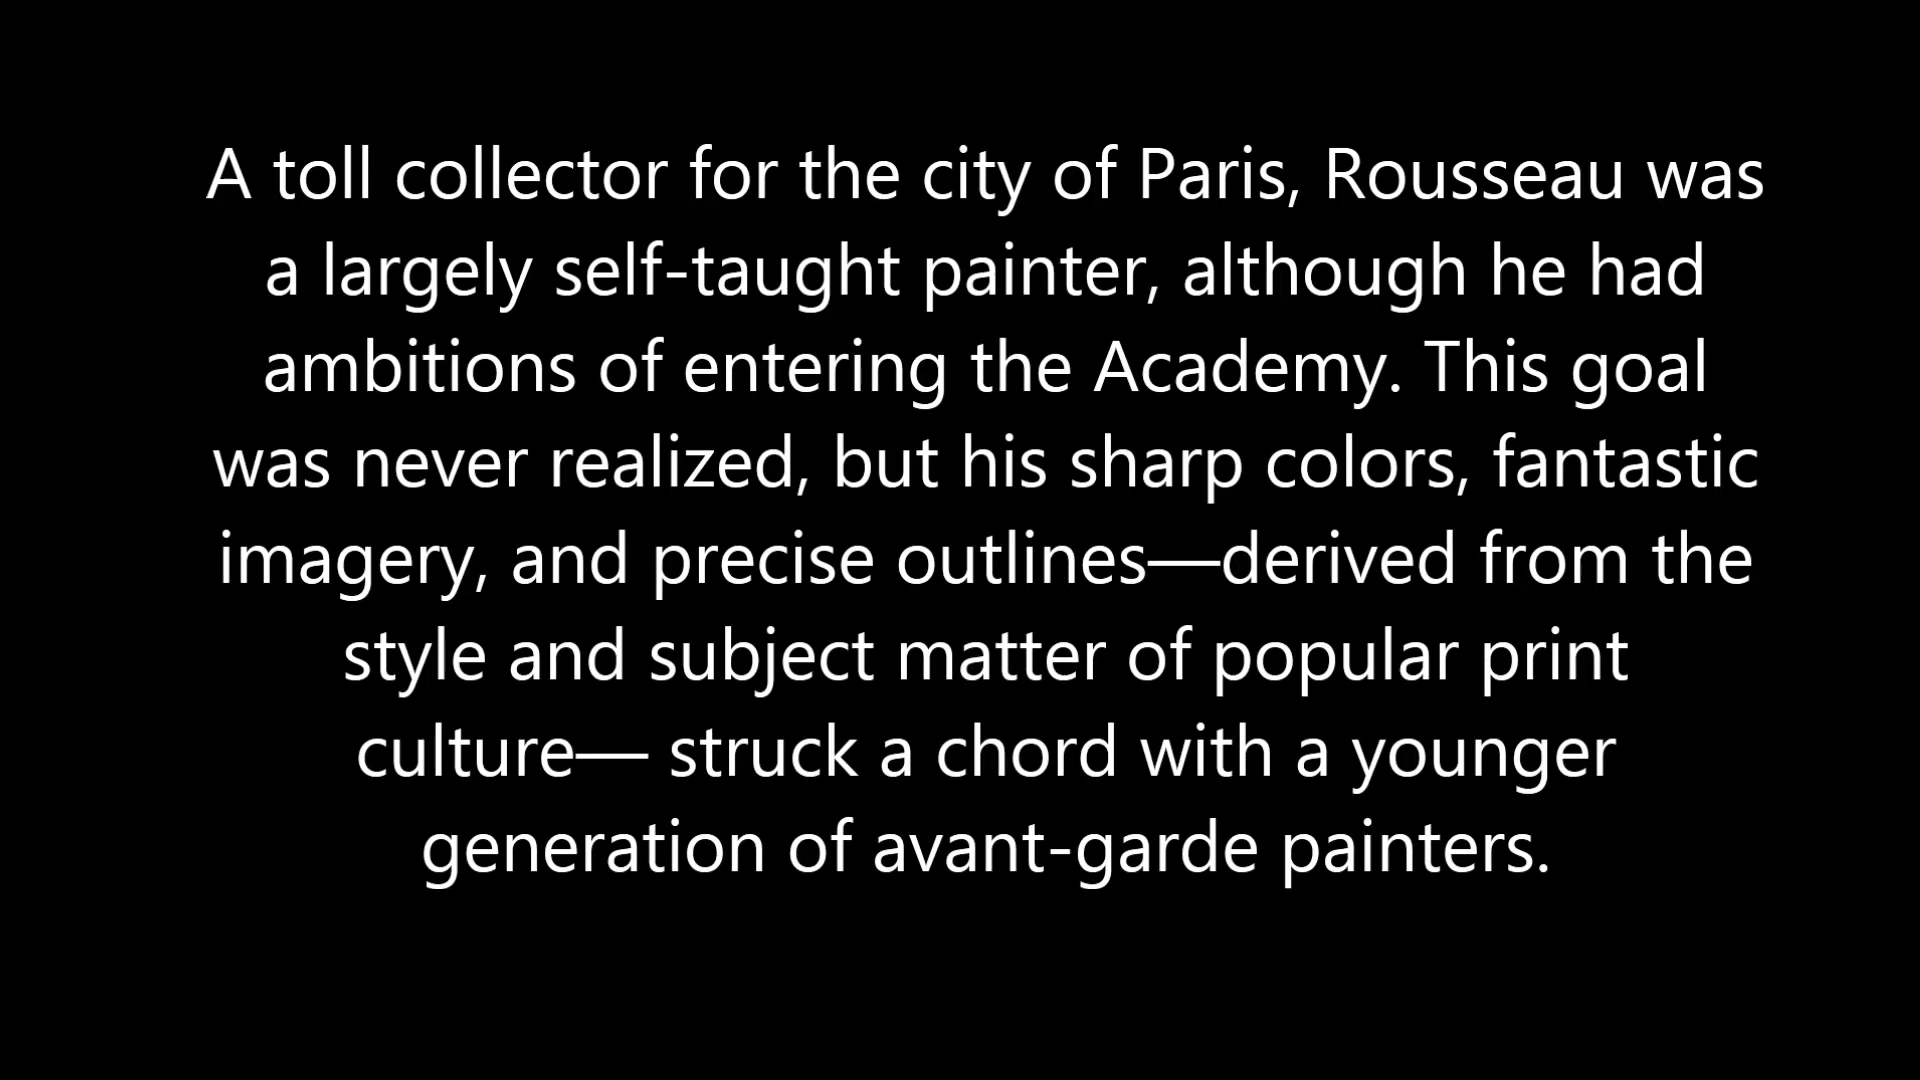 A toll collector for the city of Paris, Rousseau was
a largely self-taught painter, although he had
ambitions of entering the Academy. This goal
was never realized, but his sharp colors, fantastic
imagery, and precise outlines—derived from the
style and subject matter of popular print
culture— struck a chord with a younger
generation of avant-garde painters.